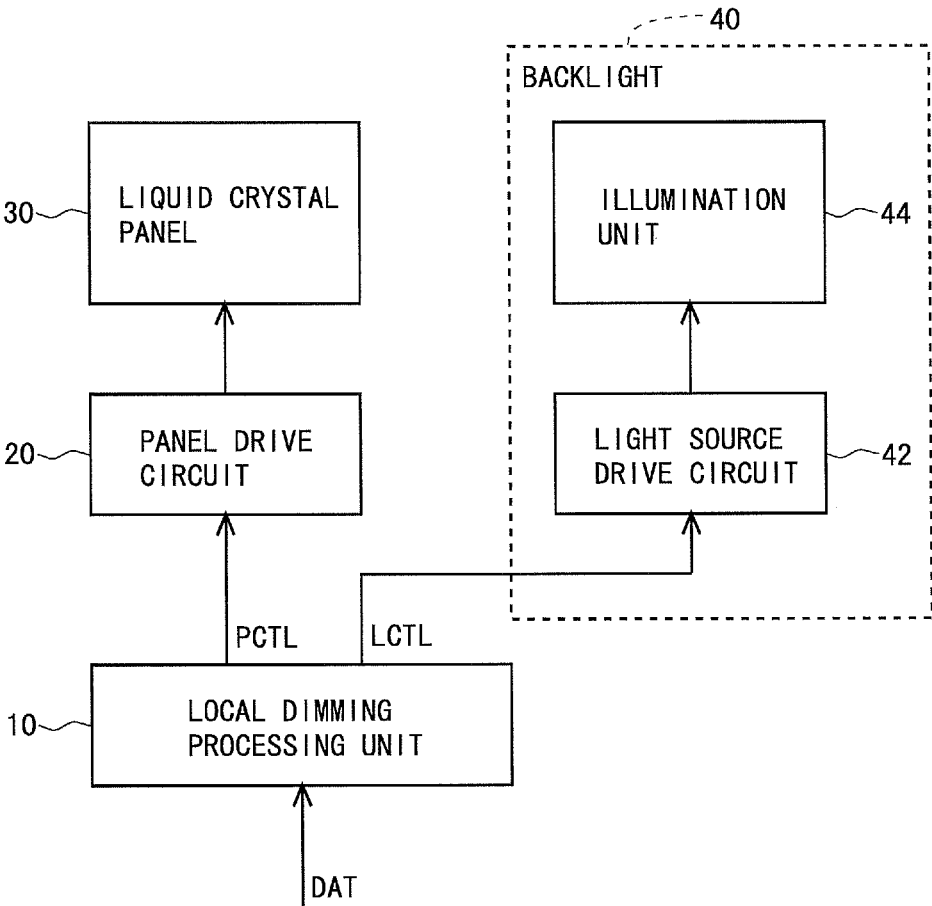 40
BACKLIGHT
LIQUID CRYSTAL
PANEL
30
ILLUMINATION
UNIT
44
PANEL DRIVE
CIRCUIT
20
LIGHT SOURCE
DRIVE CIRCUIT
42
PCTL
LCTL
LOCAL DIMMING
PROCESSING UNIT
10
DAT